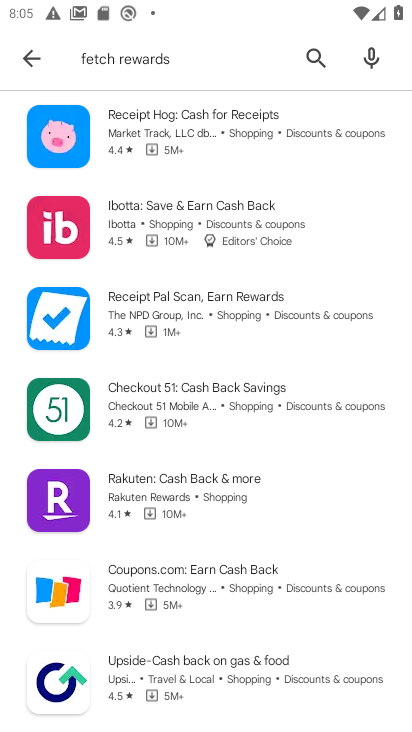 8:05
fetch rewards
Receipt Hog: Cash for Receipts
Market Track, LLC db... • Shopping • Discounts & coupons
4.4★ 5M+
ib
Ibotta: Save & Earn Cash Back
Ibotta • Shopping • Discounts & coupons
4.5★ 10M+ Editors' Choice
Receipt Pal Scan, Earn Rewards
The NPD Group, Inc. • Shopping • Discounts & coupons
4.3★ 1M+
51
Checkout 51: Cash Back Savings
Checkout 51 Mobile A... • Shopping • Discounts & coupons
4.2★ 10M+
R
Rakuten: Cash Back & more
Rakuten Rewards • Shopping
4.1★ 10M+
Coupons.com: Earn Cash Back
Quotient Technology ... • Shopping • Discounts & coupons
3.9★ 5M+
Upside-Cash back on gas & food
Upsi... • Travel & Local • Shopping • Discounts & coupons
4.5★ 5M+